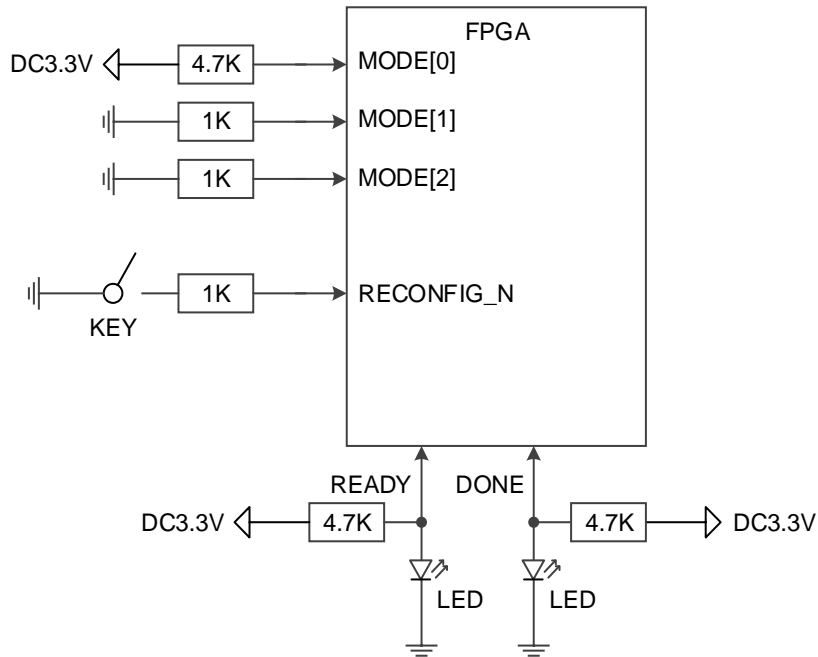 FPGA
DC3.3V 4.7K MODE[0]
1K MODE[1]
1K MODE[2]
1K RECONFIG_N
KEY
READY DONE
DC3.3V 4.7K 4.7K DC3.3V
LED LED